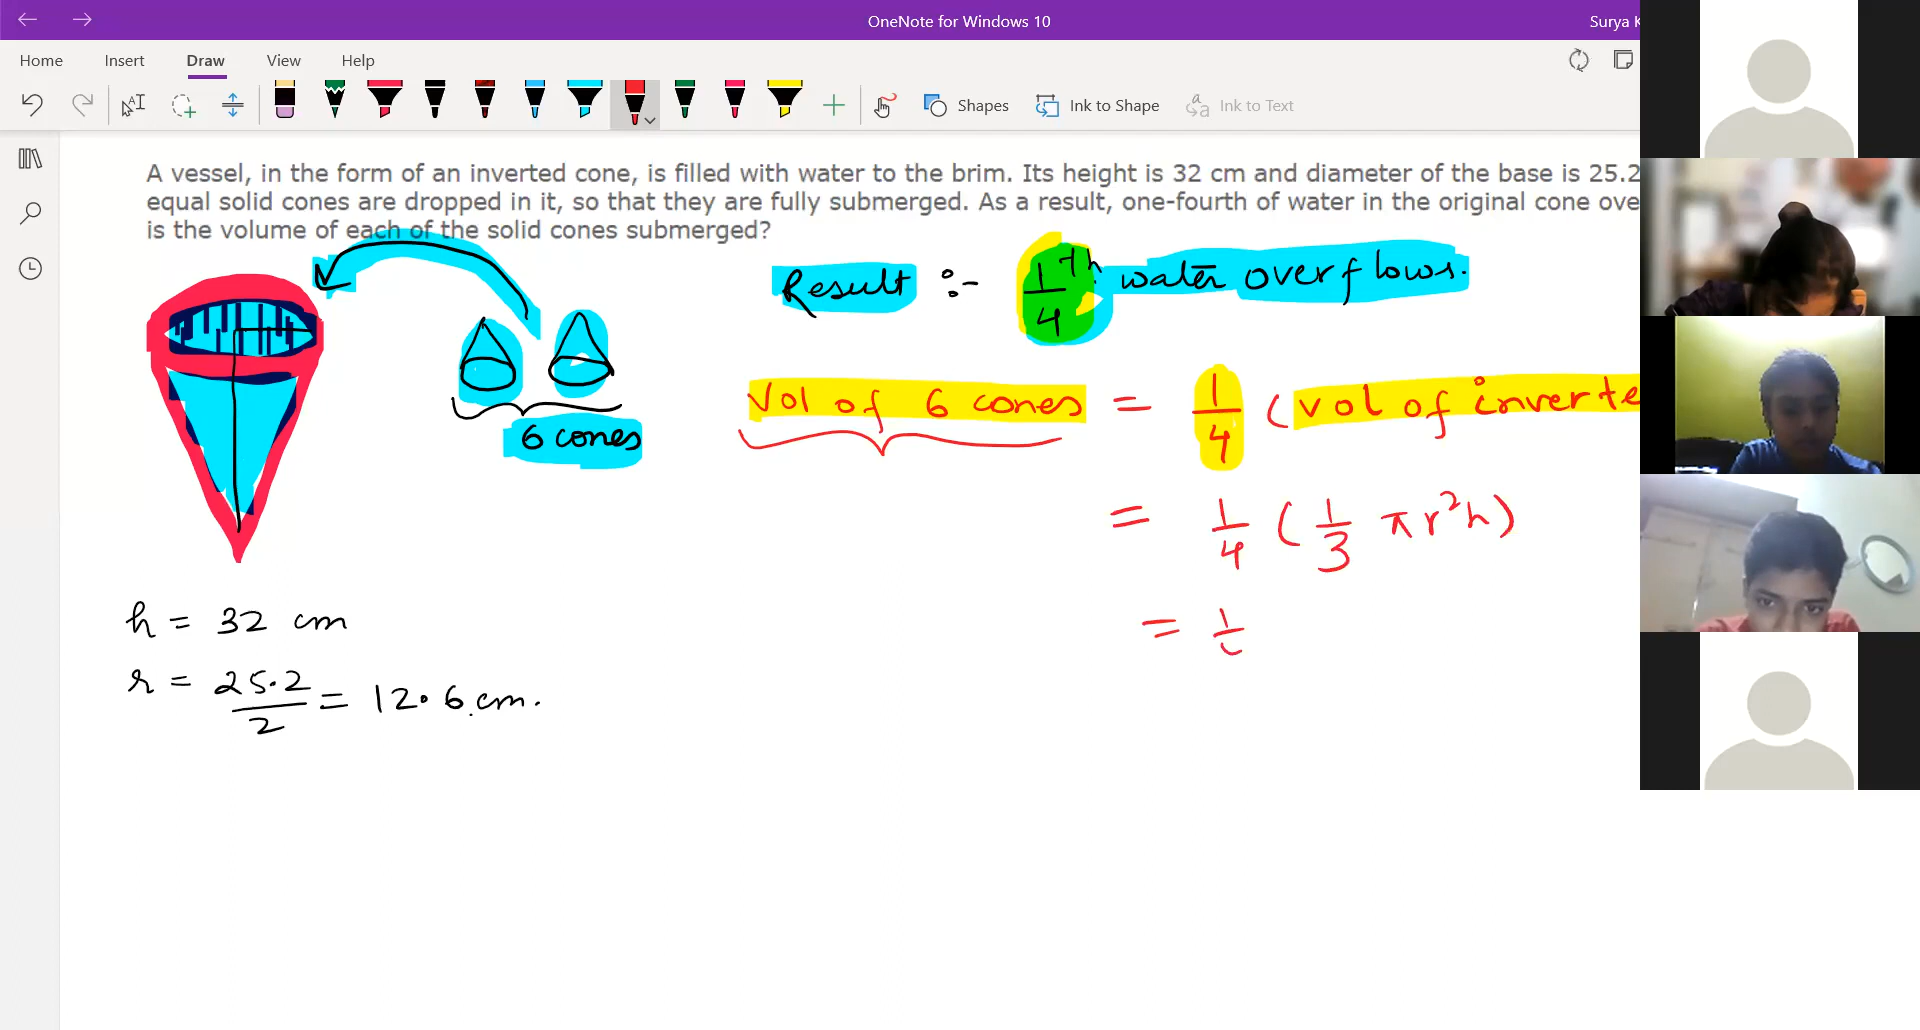 OneNote for Windows 10
Surya K
Home Insert Draw View Help
Shapes Ink to Shape Ink to Text
A vessel, in the form of an inverted cone, is filled with water to the brim. Its height is 32 cm and diameter of the base is 25.2
equal solid cones are dropped in it, so that they are fully submerged. As a result, one-fourth of water in the original cone ove
is the volume of each of the solid cones submerged?
Result :- 1/4 th water overflows.
6 cones
Vol of 6 cones = 1/4 (vol of inverte
= 1/4 (1/3 πr²h)
h = 32 cm
= 1
r = 25.2/2 = 12.6 cm.